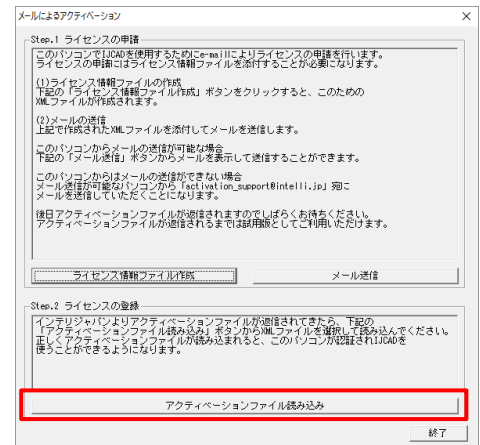 メールによるアクティベーション
Step.1 ライセンスの申請
このパソコンでIJCADを使用するためにe-mailによりライセンスの申請を行います。
ライセンスの申請にはライセンス情報ファイルを添付することが必要になります。
(1)ライセンス情報ファイルの作成
下記の「ライセンス情報ファイル作成」ボタンをクリックすると、このための
XMLファイルが作成されます。
(2)メールの送信
上記で作成されたXMLファイルを添付してメールを送信します。
このパソコンからメールの送信が可能な場合
下記の「メール送信」ボタンからメールを表示して送信することができます。
このパソコンからはメールの送信ができない場合
メール送信が可能なパソコンから「activation_support@intelli.jp」宛に
メールを送信していただくことになります。
後日アクティベーションファイルが返信されますのでしばらくお待ちください。
アクティベーションファイルが返信されるまでは試用版としてご利用いただけます。
ライセンス情報ファイル作成
メール送信
Step.2 ライセンスの登録
インテリジャパンよりアクティベーションファイルが返信されてきたら、下記の
「アクティベーションファイル読み込み」ボタンからXMLファイルを選択して読み込んでください。
正しくアクティベーションファイルが読み込まれると、このパソコンが認証されIJCADを
使うことができるようになります。
アクティベーションファイル読み込み
終了